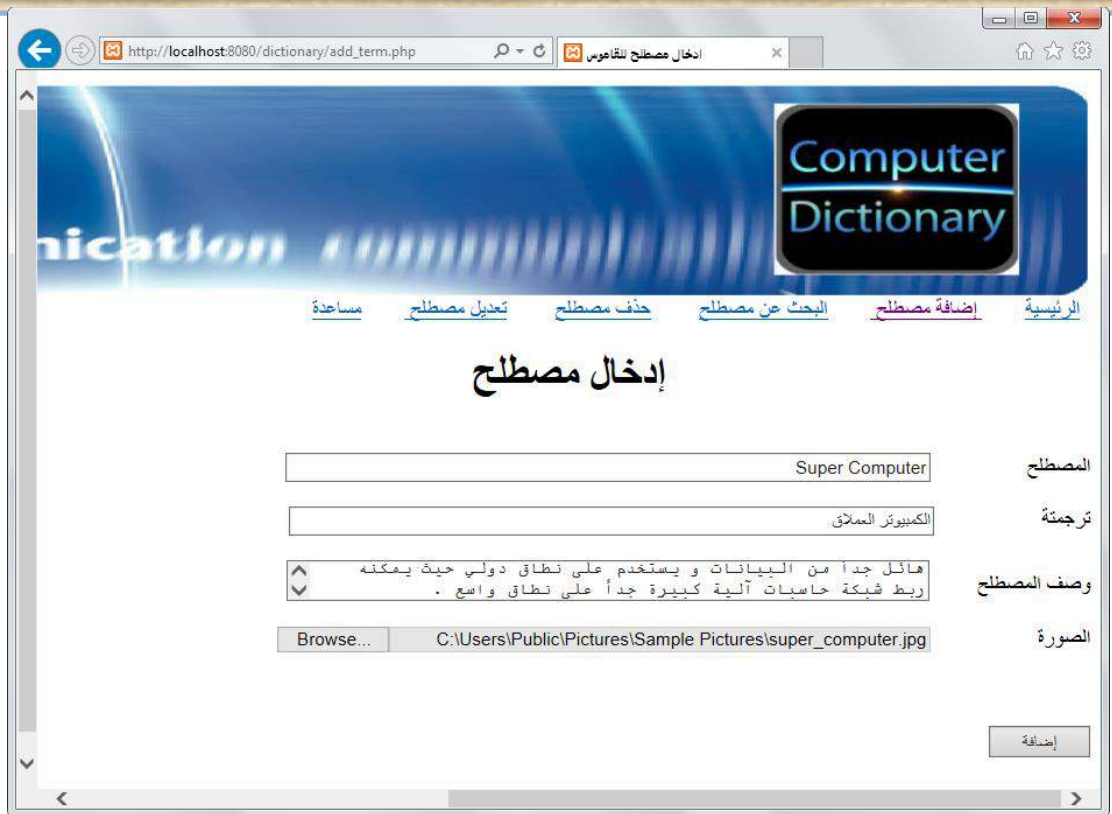 http://localhost:8080/dictionary/add_term.php
ادخال مصطلح للقاموس
Computer
Dictionary
nication
الرئيسية إضافة مصطلح البحث عن مصطلح حذف مصطلح تعديل مصطلح مساعدة
إدخال مصطلح
المصطلح Super Computer
ترجمتة الكمبيوتر العملاق
وصف المصطلح
هائل جداً من البيانات و يستخدم على نطاق دولي حيث يمكنه
ربط شبكة حاسبات آلية كبيرة جداً على نطاق واسع .
الصورة C:\Users\Public\Pictures\Sample Pictures\super_computer.jpg Browse...
إضافة